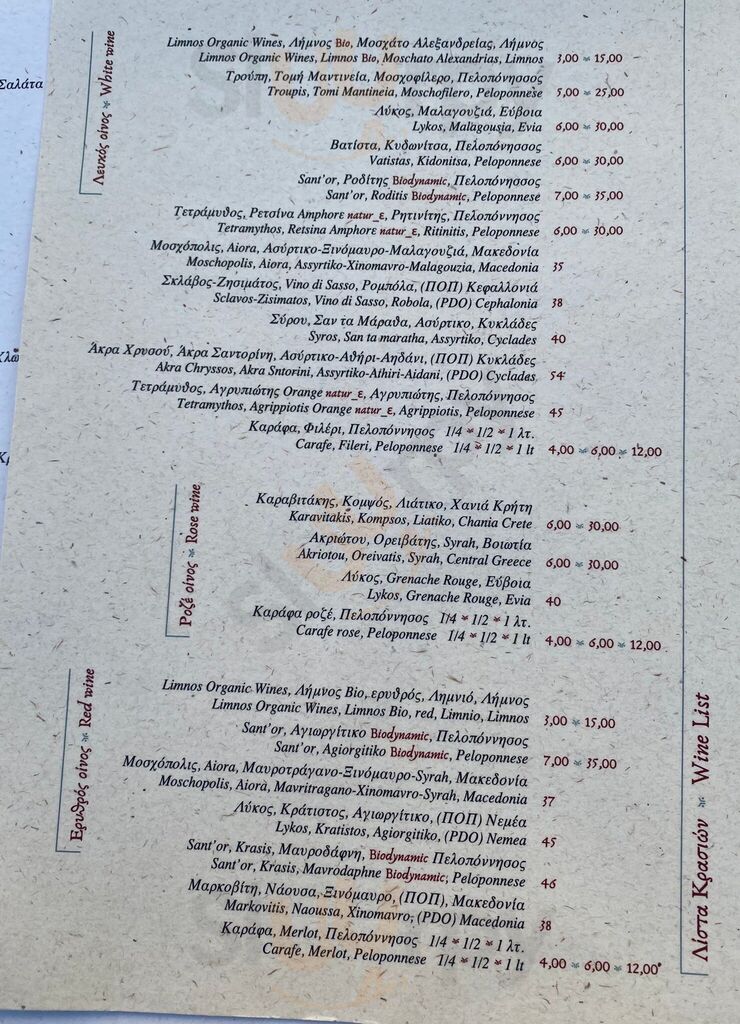 Σαλάτα
Λευκός οίνος * White wine
Limnos Organic Wines, Λήμνος Bio, Μοσχάτο Αλεξανδρείας, Λήμνος
Limnos Organic Wines, Limnos Bio, Moschato Alexandrias, Limnos 3,00 * 15,00
Τρούπη, Τομή Μαντινεία, Μοσχοφίλερο, Πελοπόννησος
Troupis, Tomi Mantineia, Moschofilero, Peloponnese 5,00 * 25,00
Λύκος, Μαλαγουζιά, Εύβοια
Lykos, Malagousia, Evia 6,00 * 30,00
Βατίστα, Κυδωνίτσα, Πελοπόννησος
Vatistas, Kidonitsa, Peloponnese 6,00 * 30,00
Sant'or, Ροδίτης Biodynamic, Πελοπόνησσος
Sant'or, Roditis Biodynamic, Peloponnese 7,00 * 35,00
Τετράμυθος, Ρετσίνα Amphore natur_ε, Ρητινίτης, Πελοπόννησος
Tetramythos, Retsina Amphore natur_ε, Ritinitis, Peloponnese 6,00 * 30,00
Μοσχόπολις, Aiora, Ασύρτικο-Ξινόμαυρο-Μαλαγουζιά, Μακεδονία
Moschopolis, Aiora, Assyrtiko-Xinomavro-Malagouzia, Macedonia 35
Σκλάβος-Ζησιμάτος, Vino di Sasso, Ρομπόλα, (ΠΟΠ) Κεφαλλονιά
Sclavos-Zisimatos, Vino di Sasso, Robola, (PDO) Cephalonia 38
Σύρου, Σαν τα Μάραθα, Ασύρτικο, Κυκλάδες
Syros, San ta maratha, Assyrtiko, Cyclades 40
Άκρα Χρυσού, Άκρα Σαντορίνη, Ασύρτικο-Αθήρι-Αηδάνι, (ΠΟΠ) Κυκλάδες
Akra Chryssos, Akra Sntorini, Assyrtiko-Athiri-Aidani, (PDO) Cyclades 54
Τετράμυθος, Αγρυπιώτης Orange natur_ε, Αγρυπιώτης, Πελοπόννησος
Tetramythos, Agrippiotis Orange natur_ε, Agrippiotis, Peloponnese 45
Καράφα, Φιλέρι, Πελοπόννησος 1/4 * 1/2 * 1 λτ.
Carafe, Fileri, Peloponnese 1/4 * 1/2 * 1 lt 4,00 * 6,00 * 12,00
Ροζέ οίνος * Rose wine
Καραβιτάκης, Κομψός, Λιάτικο, Χανιά Κρήτη
Karavitakis, Kompsos, Liatiko, Chania Crete 6,00 * 30,00
Ακριώτου, Ορειβάτης, Syrah, Βοιωτία
Akriotou, Oreivatis, Syrah, Central Greece 6,00 * 30,00
Λύκος, Grenache Rouge, Εύβοια
Lykos, Grenache Rouge, Evia 40
Καράφα ροζέ, Πελοπόννησος 1/4 * 1/2 * 1 λτ.
Carafe rose, Peloponnese 1/4 * 1/2 * 1 lt 4,00 * 6,00 * 12,00
Ερυθρός οίνος * Red wine
Limnos Organic Wines, Λήμνος Bio, ερυθρός, Λημνιό, Λήμνος
Limnos Organic Wines, Limnos Bio, red, Limnio, Limnos 3,00 * 15,00
Sant'or, Αγιωργίτικο Biodynamic, Πελοπόννησος
Sant'or, Agiorgitiko Biodynamic, Peloponnese 7,00 * 35,00
Μοσχόπολις, Aiora, Μαυροτράγανο-Ξινόμαυρο-Syrah, Μακεδονία
Moschopolis, Aiora, Mavritragano-Xinomavro-Syrah, Macedonia 37
Λύκος, Κράτιστος, Αγιωργίτικο, (ΠΟΠ) Νεμέα
Lykos, Kratistos, Agiorgitiko, (PDO) Nemea 45
Sant'or, Krasis, Μαυροδάφνη, Biodynamic Πελοπόννησος
Sant'or, Krasis, Mavrodaphne Biodynamic, Peloponnese 46
Μαρκοβίτη, Νάουσα, Ξινόμαυρο, (ΠΟΠ), Μακεδονία
Markovitis, Naoussa, Xinomavro, (PDO) Macedonia 38
Καράφα, Merlot, Πελοπόννησος 1/4 * 1/2 * 1 λτ.
Carafe, Merlot, Peloponnese 1/4 * 1/2 * 1 lt 4,00 * 6,00 * 12,00
Λίστα Κρασιών * Wine List